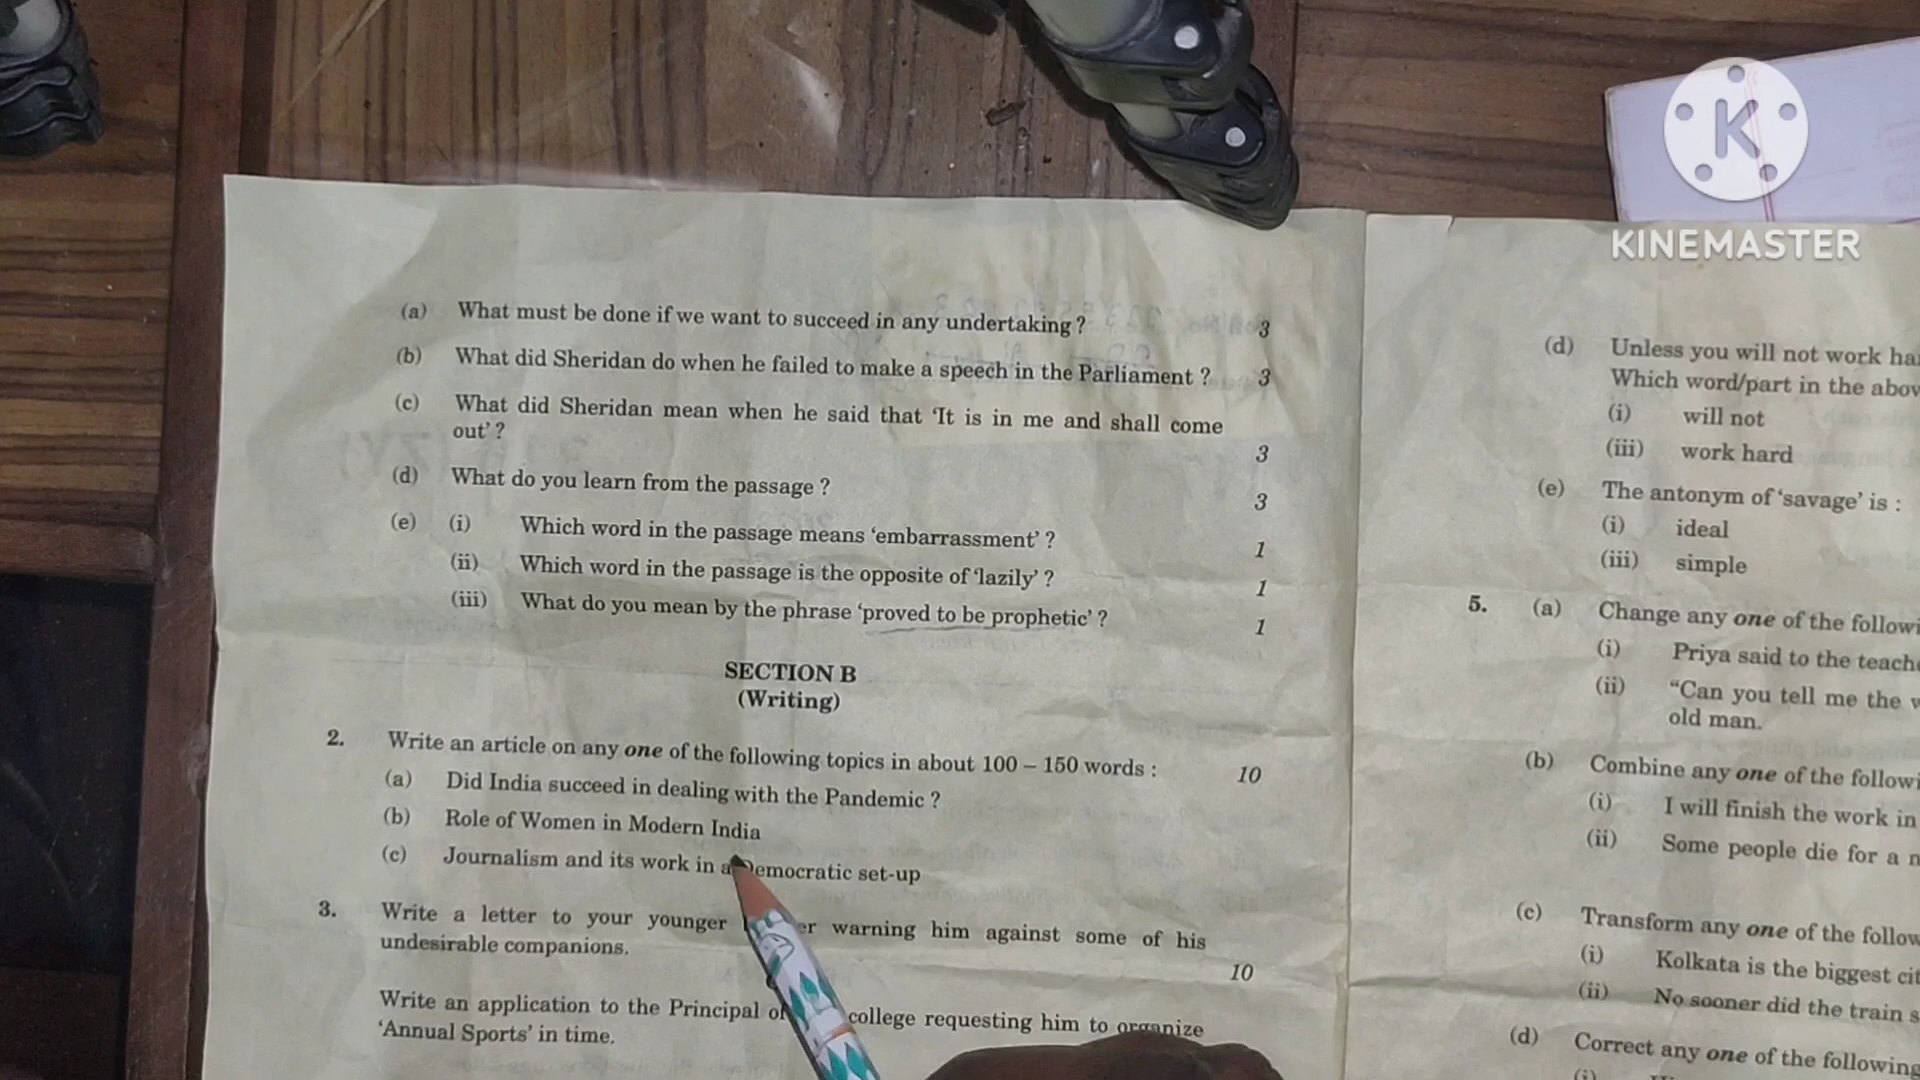 K
KINEMASTER
(a) What must be done if we want to succeed in any undertaking ? 3
(b) What did Sheridan do when he failed to make a speech in the Parliament ? 3
(c) What did Sheridan mean when he said that 'It is in me and shall come
out' ? 3
(d) What do you learn from the passage ? 3
(e) (i) Which word in the passage means 'embarrassment' ? 1
(ii) Which word in the passage is the opposite of 'lazily' ? 1
(iii) What do you mean by the phrase 'proved to be prophetic' ? 1
SECTION B
(Writing)
2. Write an article on any one of the following topics in about 100 – 150 words : 10
(a) Did India succeed in dealing with the Pandemic ?
(b) Role of Women in Modern India
(c) Journalism and its work in a Democratic set-up
3. Write a letter to your younger warning him against some of his
undesirable companions. 10
Write an application to the Principal of college requesting him to organize
'Annual Sports' in time.
(d) Unless you will not work
Which word/part in the
(i) will not
(iii) work hard
(e) The antonym of 'savage' is :
(i) ideal
(iii) simple
5. (a) Change any one of the
(i) Priya said to the
(ii) "Can you tell me the
old man.
(b) Combine any one of the
(i) I will finish the work in
(ii) Some people die for a
(c) Transform any one of the
(i) Kolkata is the biggest
(ii) No sooner did the train
(d) Correct any one of the following
(i)